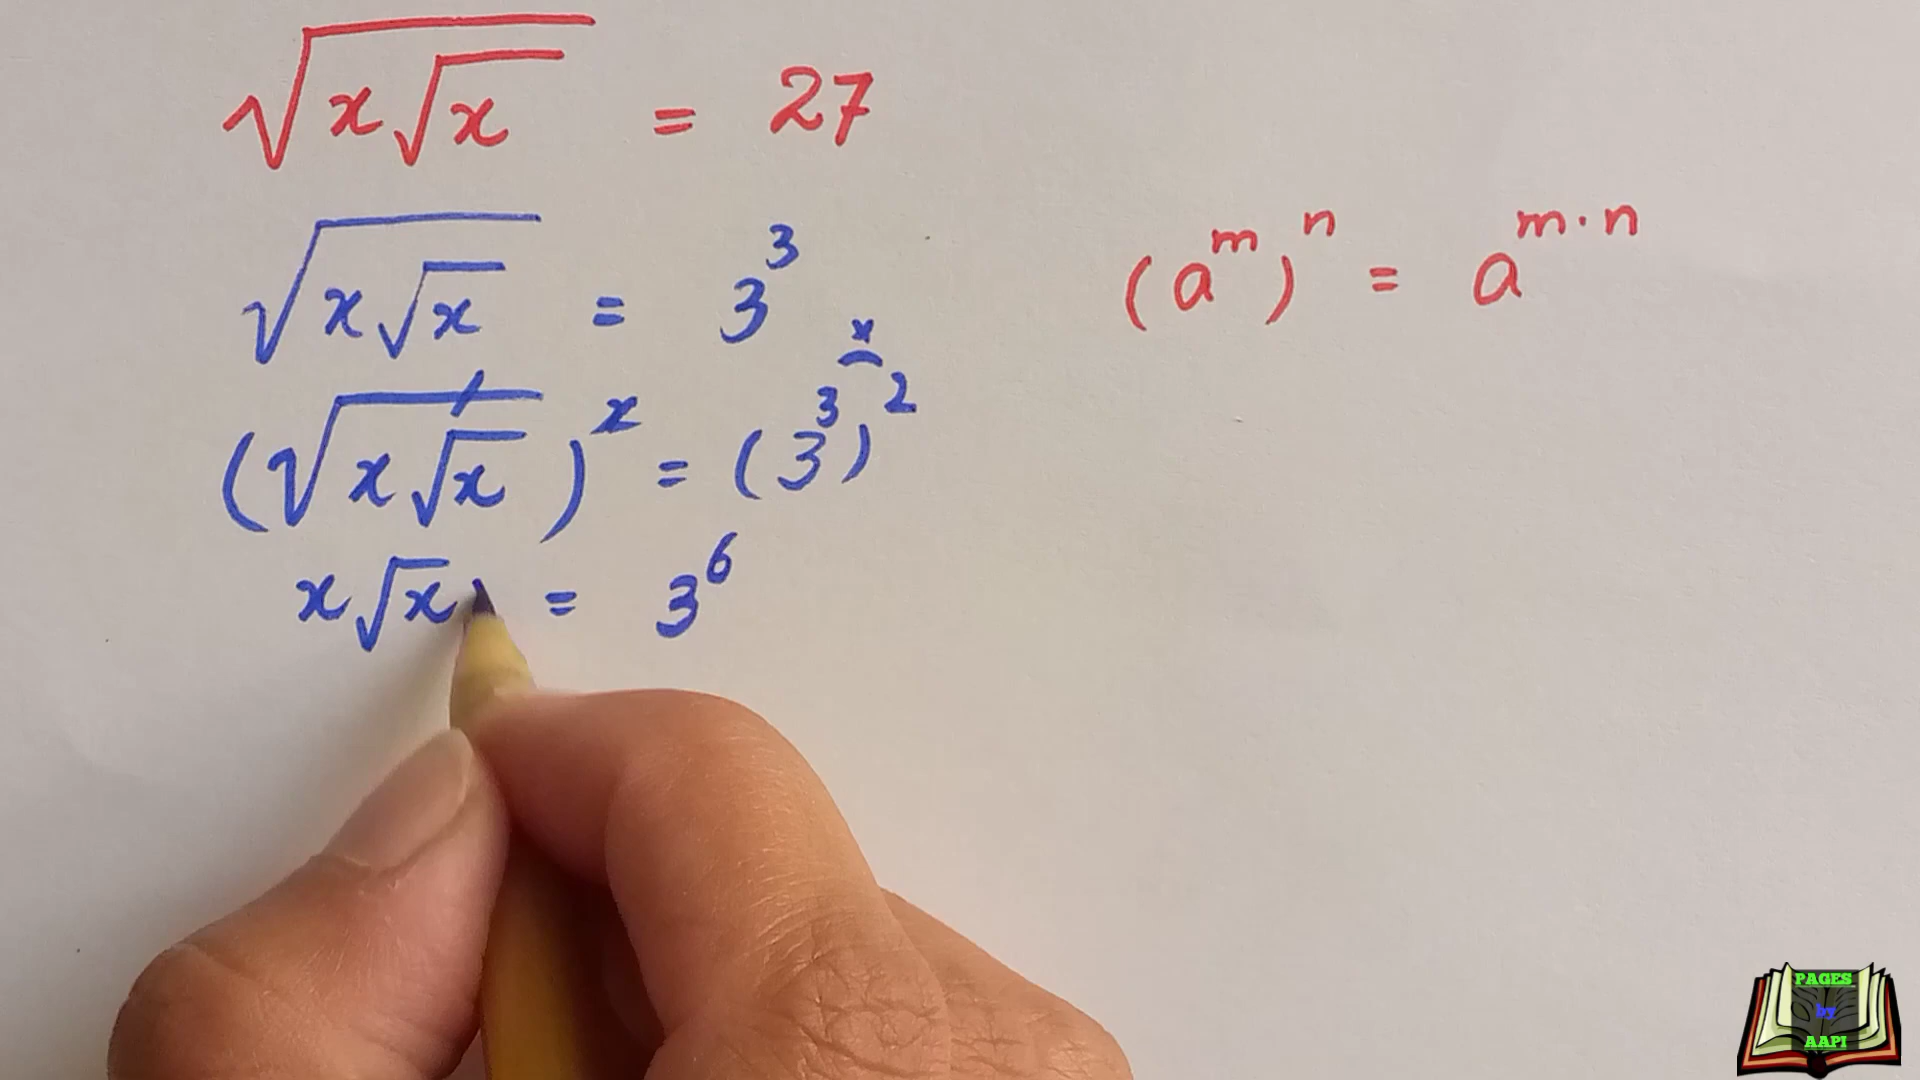 √(x√x) = 27
√(x√x) = 3³
(aᵐ)ⁿ = aᵐ·ⁿ
(√(x√x))² = (3³)²
x
x√x = 3⁶
PAGES
by
AAPI